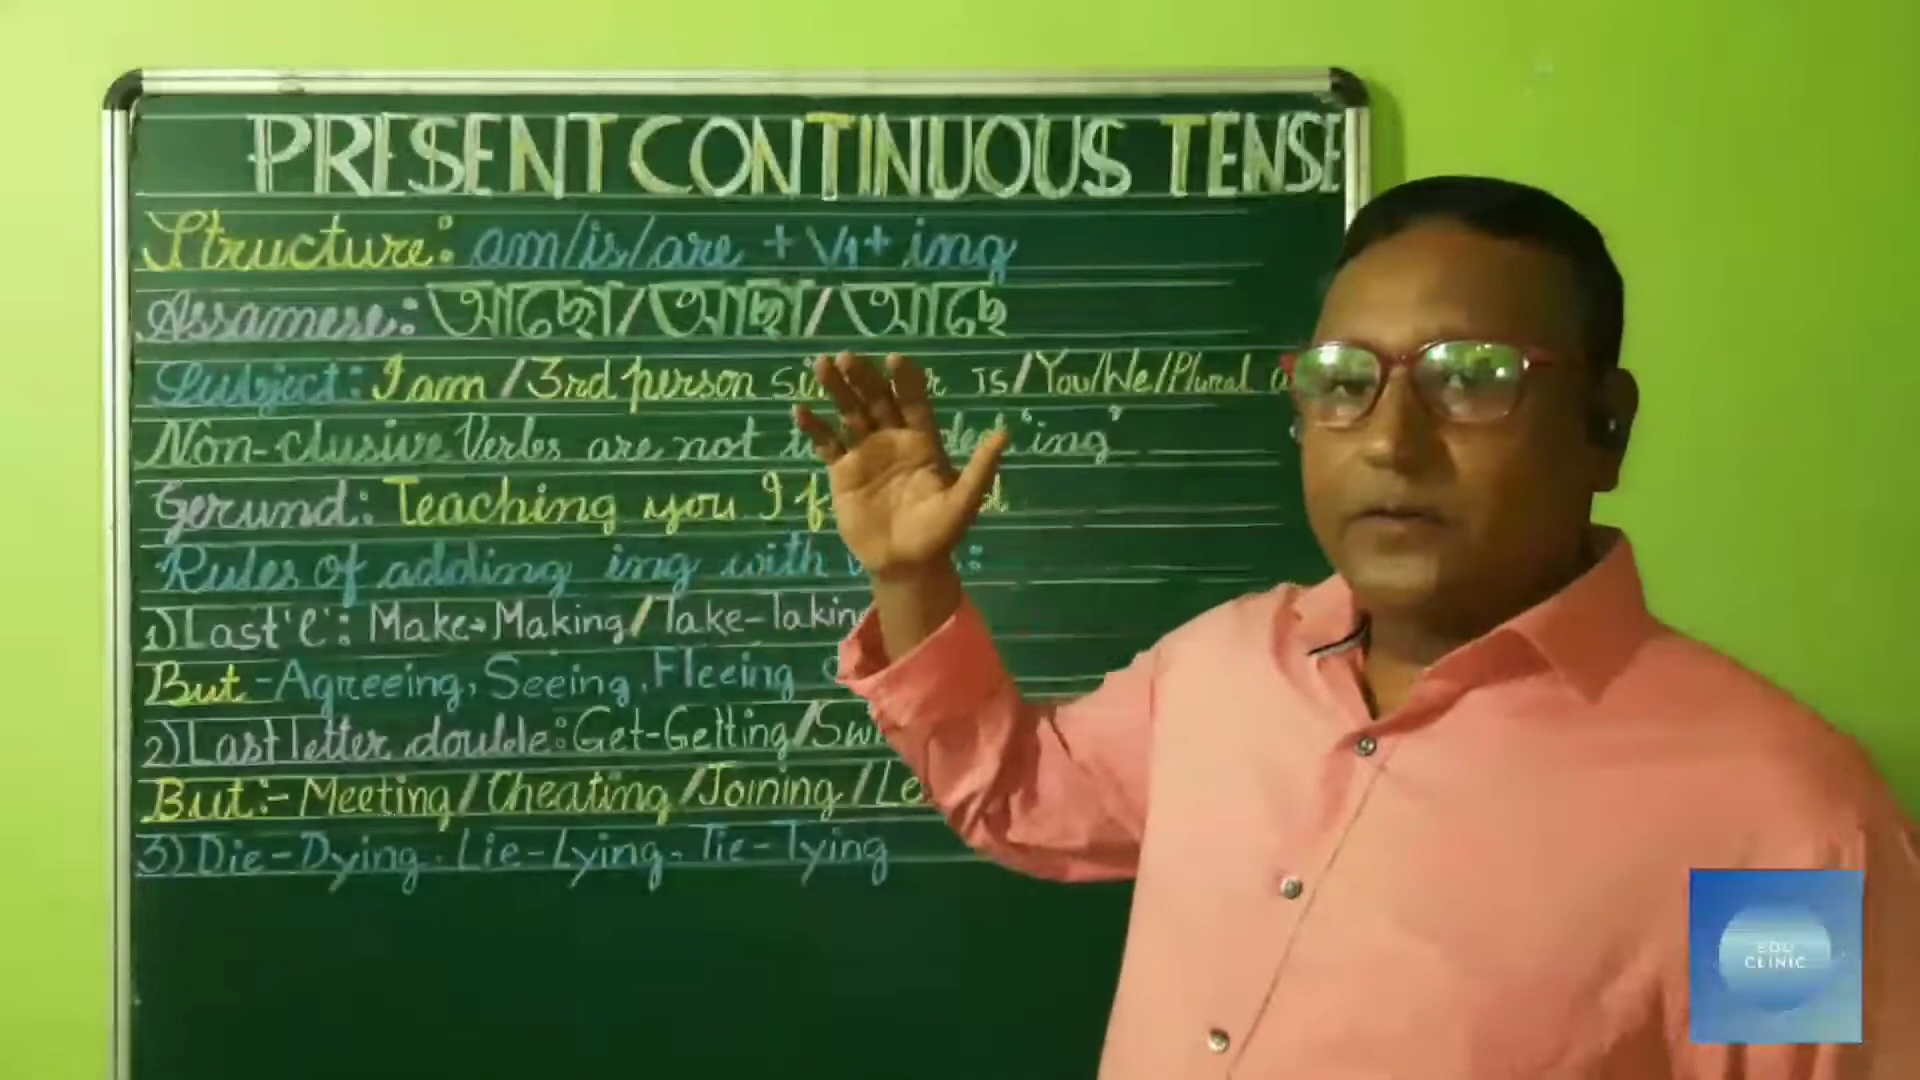 PRESENT CONTINUOUS TENSE
Structure: am/is/are + V1+ ing
Assamese: আছো/আছা/আছে
Subject: I am /3rd person is/You/We/Plural
Non-clusive Verbs are not "ing"
Gerund: Teaching you I
Rules of adding ing with
1) Last 'e': Make-Making/Take-Taking
But -Agreeing, Seeing, Fleeing
2) Last letter double: Get-Getting/
But:- Meeting/Cheating/Joining/
3) Die-Dying. Lie-Lying. Tie-Tying
EDU
CLINIC